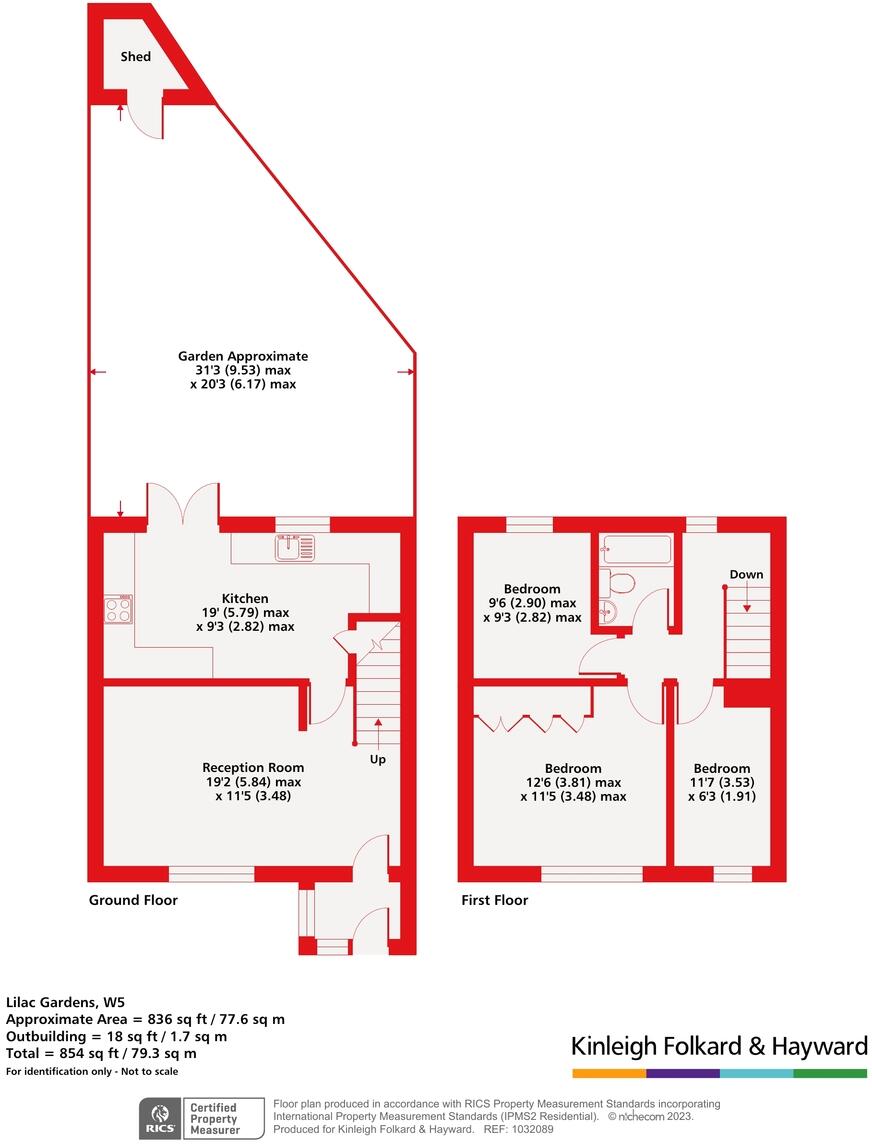 Shed
Garden Approximate
31'3 (9.53) max
x 20'3 (6.17) max
Kitchen
19' (5.79) max
x 9'3 (2.82) max
Reception Room
19'2 (5.84) max
x 11'5 (3.48)
Up
Ground Floor
Bedroom
9'6 (2.90) max
x 9'3 (2.82) max
Down
Bedroom
12'6 (3.81) max
x 11'5 (3.48) max
Bedroom
11'7 (3.53)
x 6'3 (1.91)
First Floor
Lilac Gardens, W5
Approximate Area = 836 sq ft / 77.6 sq m
Outbuilding = 18 sq ft / 1.7 sq m
Total = 854 sq ft / 79.3 sq m
For identification only - Not to scale
Kinleigh Folkard & Hayward
RICS
Certified
Property
Measurer
Floor plan produced in accordance with RICS Property Measurement Standards incorporating
International Property Measurement Standards (IPMS2 Residential). © nichecom 2023.
Produced for Kinleigh Folkard & Hayward. REF: 1032089